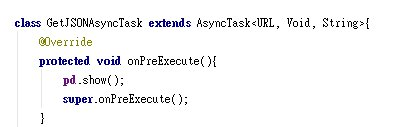 class GetJSONAsyncTask extends AsyncTask<URL, Void, String>{
@Override
protected void onPreExecute(){
pd.show();
super.onPreExecute();
}